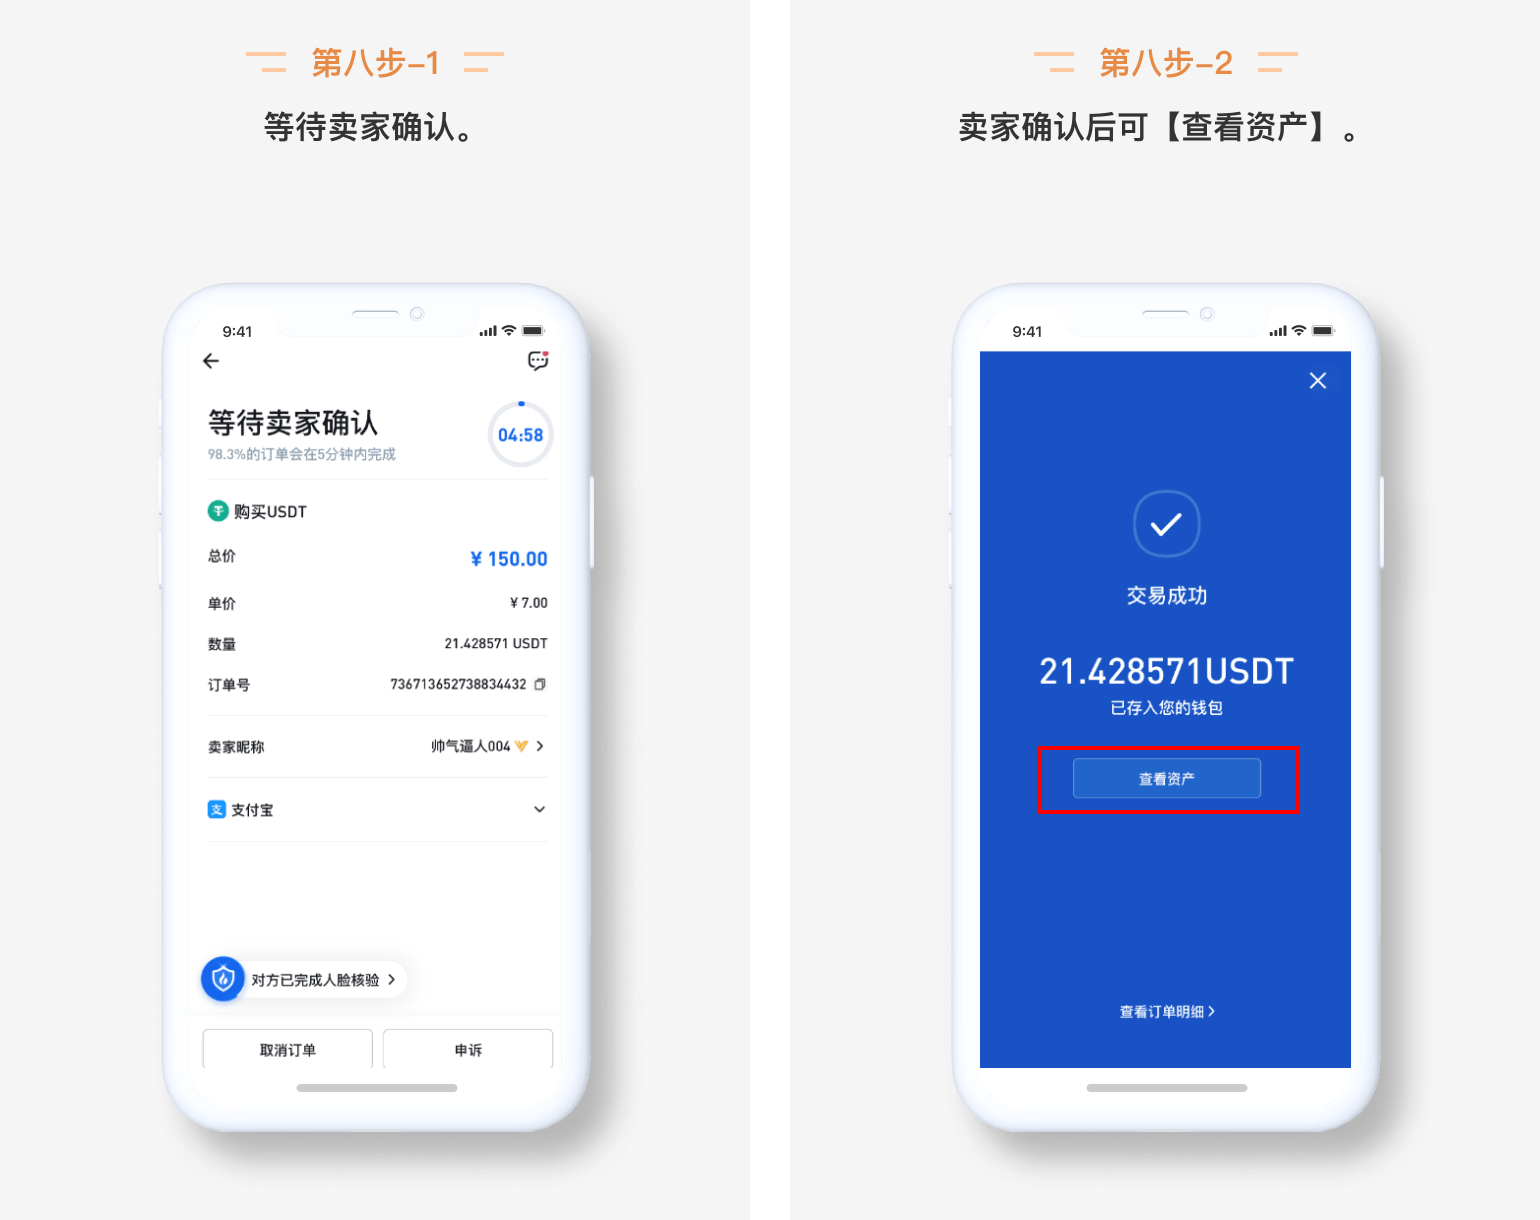 第八步-1
等待卖家确认。
9:41
等待卖家确认
98.3%的订单会在5分钟内完成
04:58
购买USDT
总价
¥ 150.00
单价
¥ 7.00
数量
21.428571 USDT
订单号
736713652738834432
卖家昵称
帅气逼人004
支 支付宝
对方已完成人脸核验
取消订单
申诉
第八步-2
卖家确认后可【查看资产】。
9:41
交易成功
21.428571USDT
已存入您的钱包
查看资产
查看订单明细